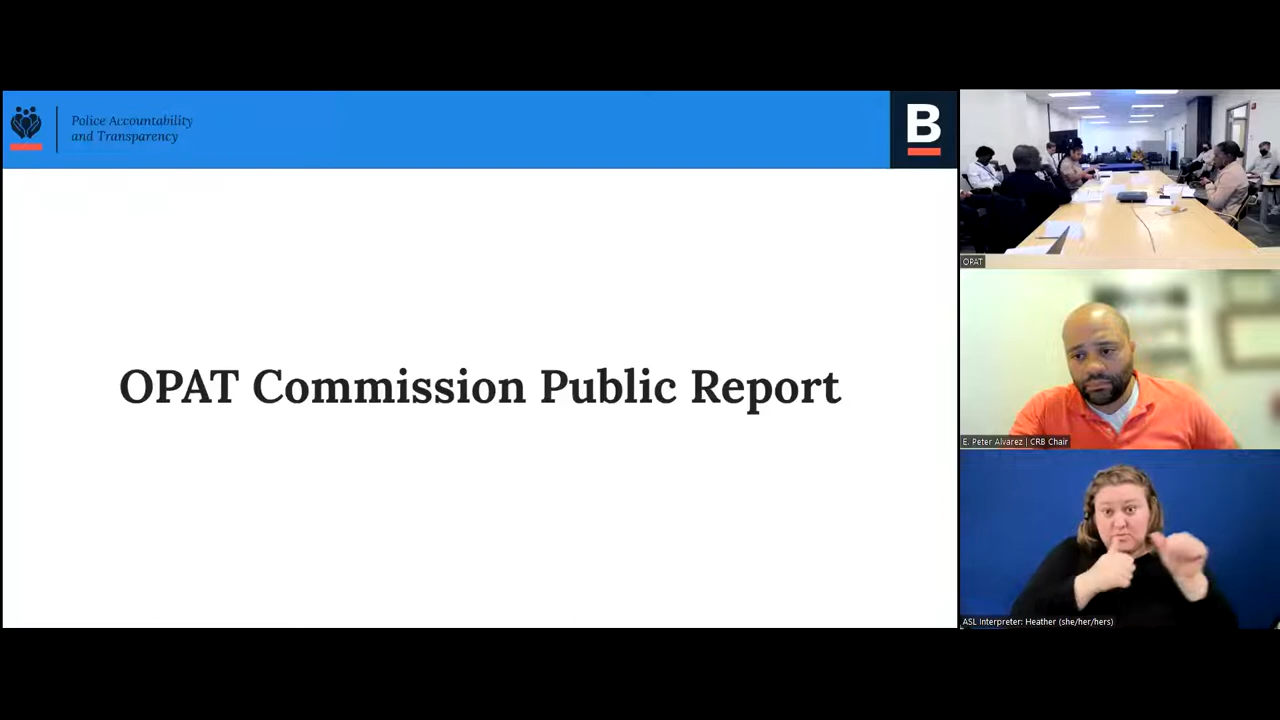 Police Accountability
and Transparency
B
OPAT Commission Public Report
OPAT
E. Peter Alvarez | CRB Chair
ASL Interpreter: Heather (she/her/hers)